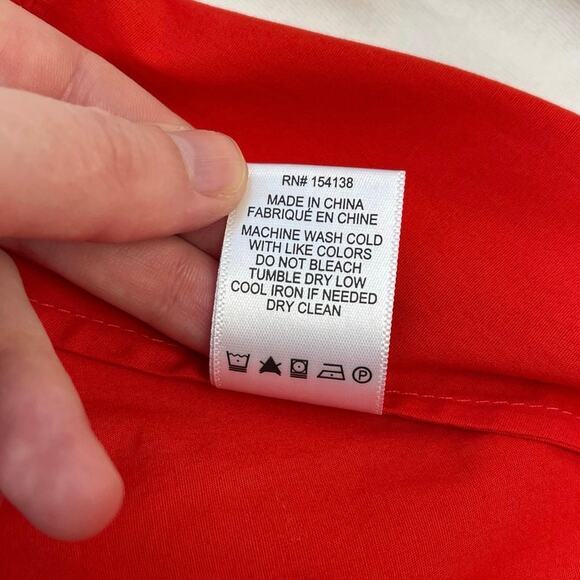 RN# 154138
MADE IN CHINA
FABRIQUÉ EN CHINE
MACHINE WASH COLD
WITH LIKE COLORS
DO NOT BLEACH
TUMBLE DRY LOW
COOL IRON IF NEEDED
DRY CLEAN
P